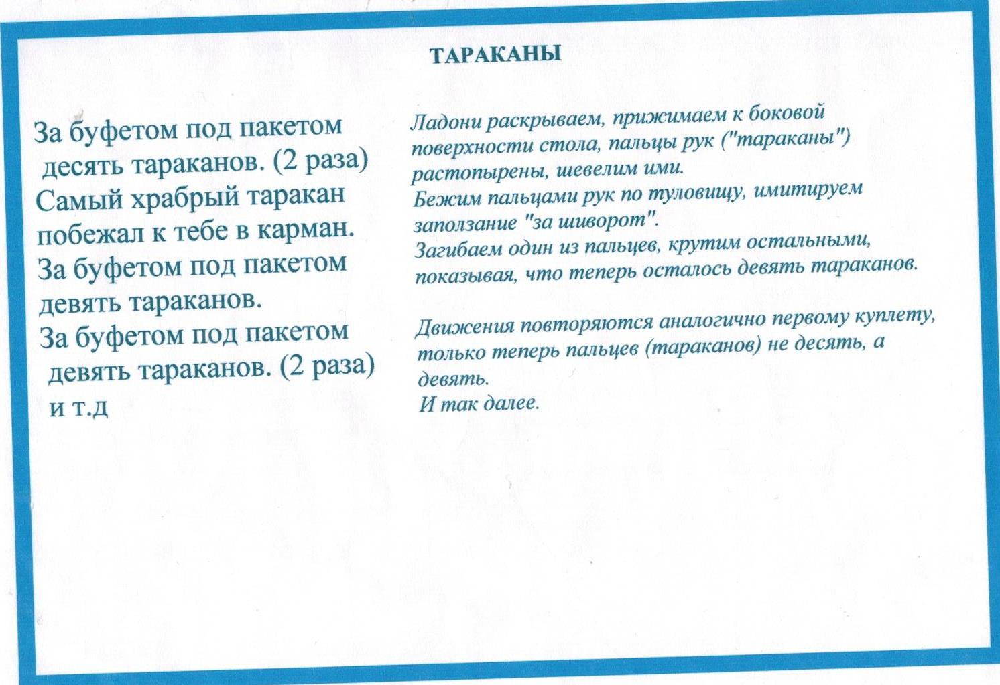 ТАРАКАНЫ
За буфетом под пакетом
десять тараканов. (2 раза)
Самый храбрый таракан
побежал к тебе в карман.
За буфетом под пакетом
девять тараканов.
За буфетом под пакетом
девять тараканов. (2 раза)
и т.д
Ладони раскрываем, прижимаем к боковой
поверхности стола, пальцы рук ("тараканы")
растопырены, шевелим ими.
Бежим пальцами рук по туловищу, имитируем
заползание "за шиворот".
Загибаем один из пальцев, крутим остальными,
показывая, что теперь осталось девять тараканов.
Движения повторяются аналогично первому куплету,
только теперь пальцев (тараканов) не десять, а
девять.
И так далее.